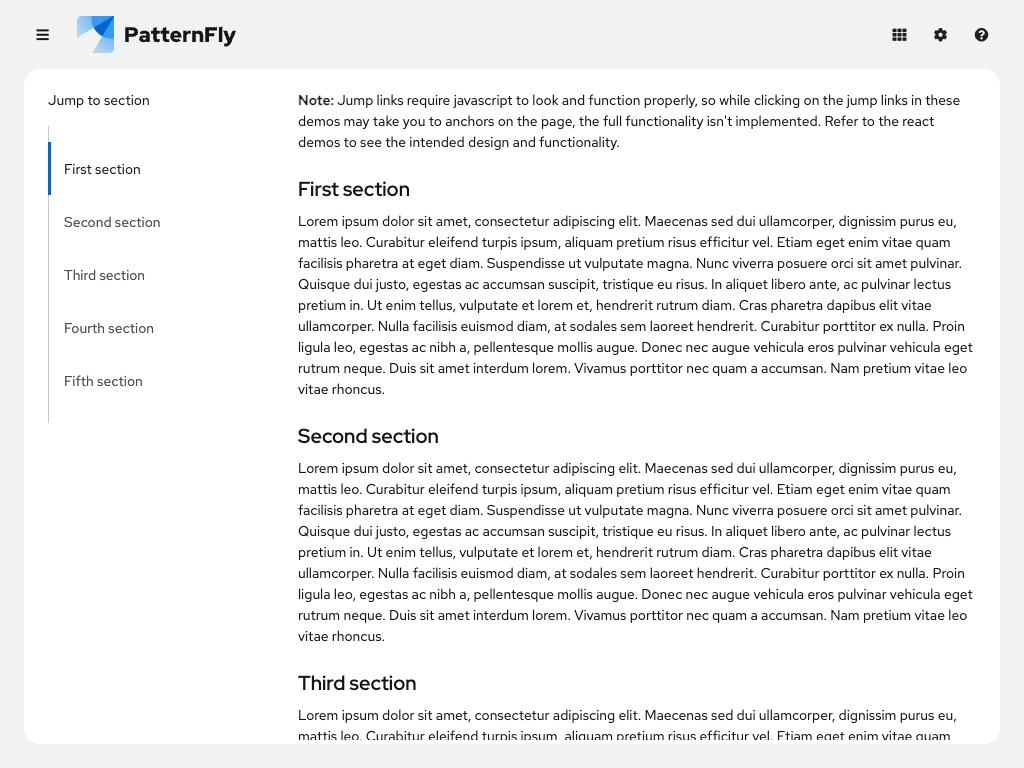 PatternFly
Jump to section
First section
Second section
Third section
Fourth section
Fifth section
Note: Jump links require javascript to look and function properly, so while clicking on the jump links in these
demos may take you to anchors on the page, the full functionality isn't implemented. Refer to the react
demos to see the intended design and functionality.
First section
Lorem ipsum dolor sit amet, consectetur adipiscing elit. Maecenas sed dui ullamcorper, dignissim purus eu,
mattis leo. Curabitur eleifend turpis ipsum, aliquam pretium risus efficitur vel. Etiam eget enim vitae quam
facilisis pharetra at eget diam. Suspendisse ut vulputate magna. Nunc viverra posuere orci sit amet pulvinar.
Quisque dui justo, egestas ac accumsan suscipit, tristique eu risus. In aliquet libero ante, ac pulvinar lectus
pretium in. Ut enim tellus, vulputate et lorem et, hendrerit rutrum diam. Cras pharetra dapibus elit vitae
ullamcorper. Nulla facilisis euismod diam, at sodales sem laoreet hendrerit. Curabitur porttitor ex nulla. Proin
ligula leo, egestas ac nibh a, pellentesque mollis augue. Donec nec augue vehicula eros pulvinar vehicula eget
rutrum neque. Duis sit amet interdum lorem. Vivamus porttitor nec quam a accumsan. Nam pretium vitae leo
vitae rhoncus.
Second section
Lorem ipsum dolor sit amet, consectetur adipiscing elit. Maecenas sed dui ullamcorper, dignissim purus eu,
mattis leo. Curabitur eleifend turpis ipsum, aliquam pretium risus efficitur vel. Etiam eget enim vitae quam
facilisis pharetra at eget diam. Suspendisse ut vulputate magna. Nunc viverra posuere orci sit amet pulvinar.
Quisque dui justo, egestas ac accumsan suscipit, tristique eu risus. In aliquet libero ante, ac pulvinar lectus
pretium in. Ut enim tellus, vulputate et lorem et, hendrerit rutrum diam. Cras pharetra dapibus elit vitae
ullamcorper. Nulla facilisis euismod diam, at sodales sem laoreet hendrerit. Curabitur porttitor ex nulla. Proin
ligula leo, egestas ac nibh a, pellentesque mollis augue. Donec nec augue vehicula eros pulvinar vehicula eget
rutrum neque. Duis sit amet interdum lorem. Vivamus porttitor nec quam a accumsan. Nam pretium vitae leo
vitae rhoncus.
Third section
Lorem ipsum dolor sit amet, consectetur adipiscing elit. Maecenas sed dui ullamcorper, dignissim purus eu,
mattis leo. Curabitur eleifend turpis ipsum, aliquam pretium risus efficitur vel. Etiam eget enim vitae quam